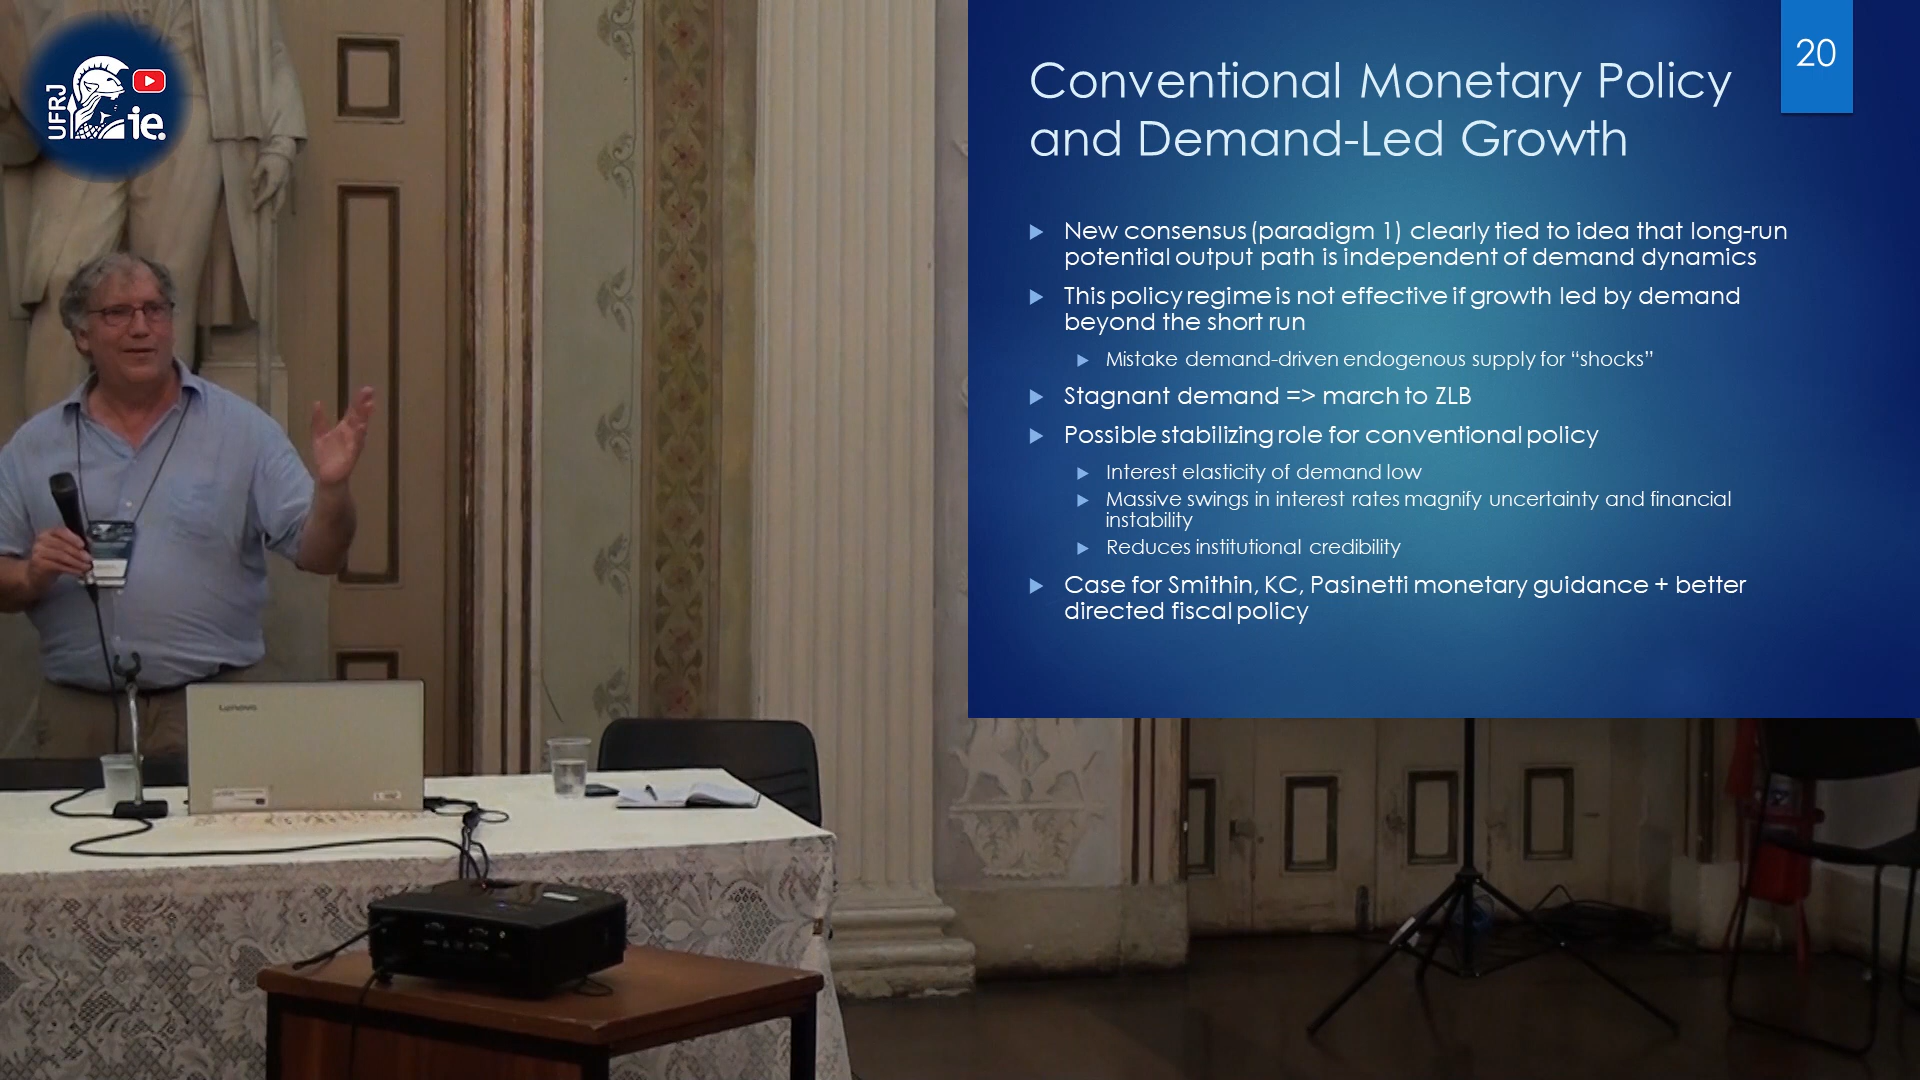 UFRJ
ie.
20
Conventional Monetary Policy
and Demand-Led Growth
New consensus (paradigm 1) clearly tied to idea that long-run
potential output path is independent of demand dynamics
This policy regime is not effective if growth led by demand
beyond the short run
Mistake demand-driven endogenous supply for “shocks”
Stagnant demand => march to ZLB
Possible stabilizing role for conventional policy
Interest elasticity of demand low
Massive swings in interest rates magnify uncertainty and financial
instability
Reduces institutional credibility
Case for Smithin, KC, Pasinetti monetary guidance + better
directed fiscal policy
Lenovo